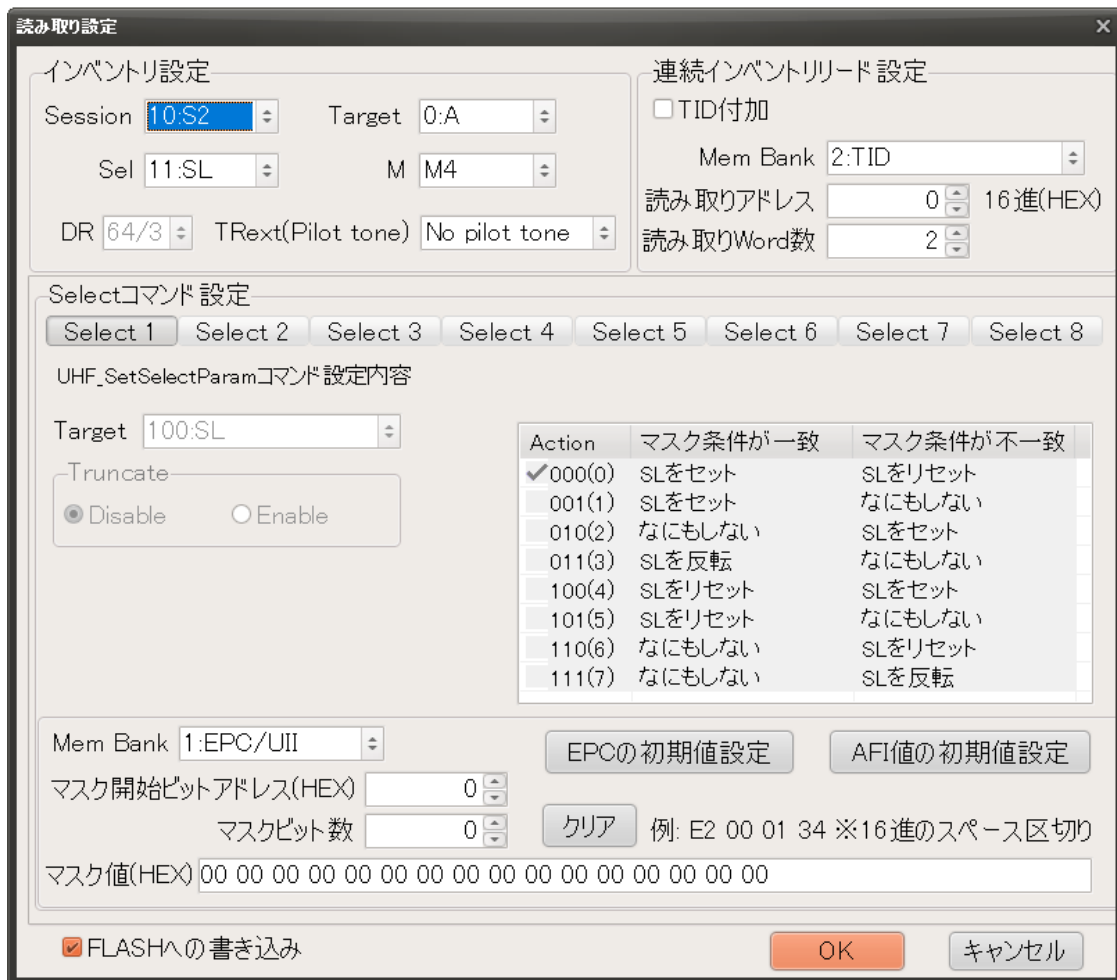 読み取り設定
インベントリ設定
Session 10:S2 Target 0:A
Sel 11:SL M M4
DR 64/3 TRext(Pilot tone) No pilot tone
連続インベントリリード設定
TID付加
Mem Bank 2:TID
読み取りアドレス 0 16進(HEX)
読み取りWord数 2
Selectコマンド設定
Select 1 Select 2 Select 3 Select 4 Select 5 Select 6 Select 7 Select 8
UHF_SetSelectParamコマンド設定内容
Target 100:SL
Truncate
Disable Enable
Action マスク条件が一致 マスク条件が不一致
000(0) SLをセット SLをリセット
001(1) SLをセット なにもしない
010(2) なにもしない SLをセット
011(3) SLを反転 なにもしない
100(4) SLをリセット SLをセット
101(5) SLをリセット なにもしない
110(6) なにもしない SLをリセット
111(7) なにもしない SLを反転
Mem Bank 1:EPC/UII EPCの初期値設定 AFI値の初期値設定
マスク開始ビットアドレス(HEX) 0
マスクビット数 0 クリア 例: E2 00 01 34 ※16進のスペース区切り
マスク値(HEX) 00 00 00 00 00 00 00 00 00 00 00 00 00 00 00 00
FLASHへの書き込み OK キャンセル